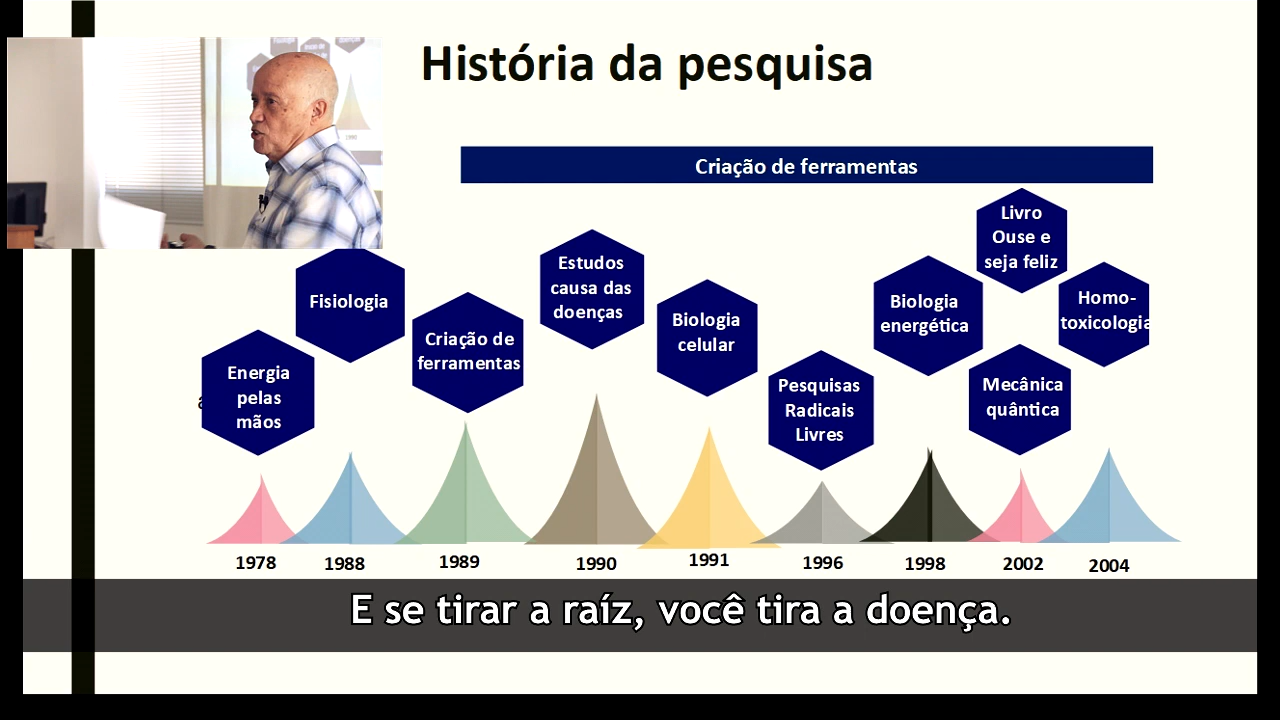 História da pesquisa
Criação de ferramentas
Energia
pelas
mãos
Fisiologia
Criação de
ferramentas
Estudos
causa das
doenças
Biologia
celular
Pesquisas
Radicais
Livres
Biologia
energética
Livro
Ouse e
seja feliz
Mecânica
quântica
Homo-
toxicologia
1978
1988
1989
1990
1991
1996
1998
2002
2004
E se tirar a raíz, você tira a doença.